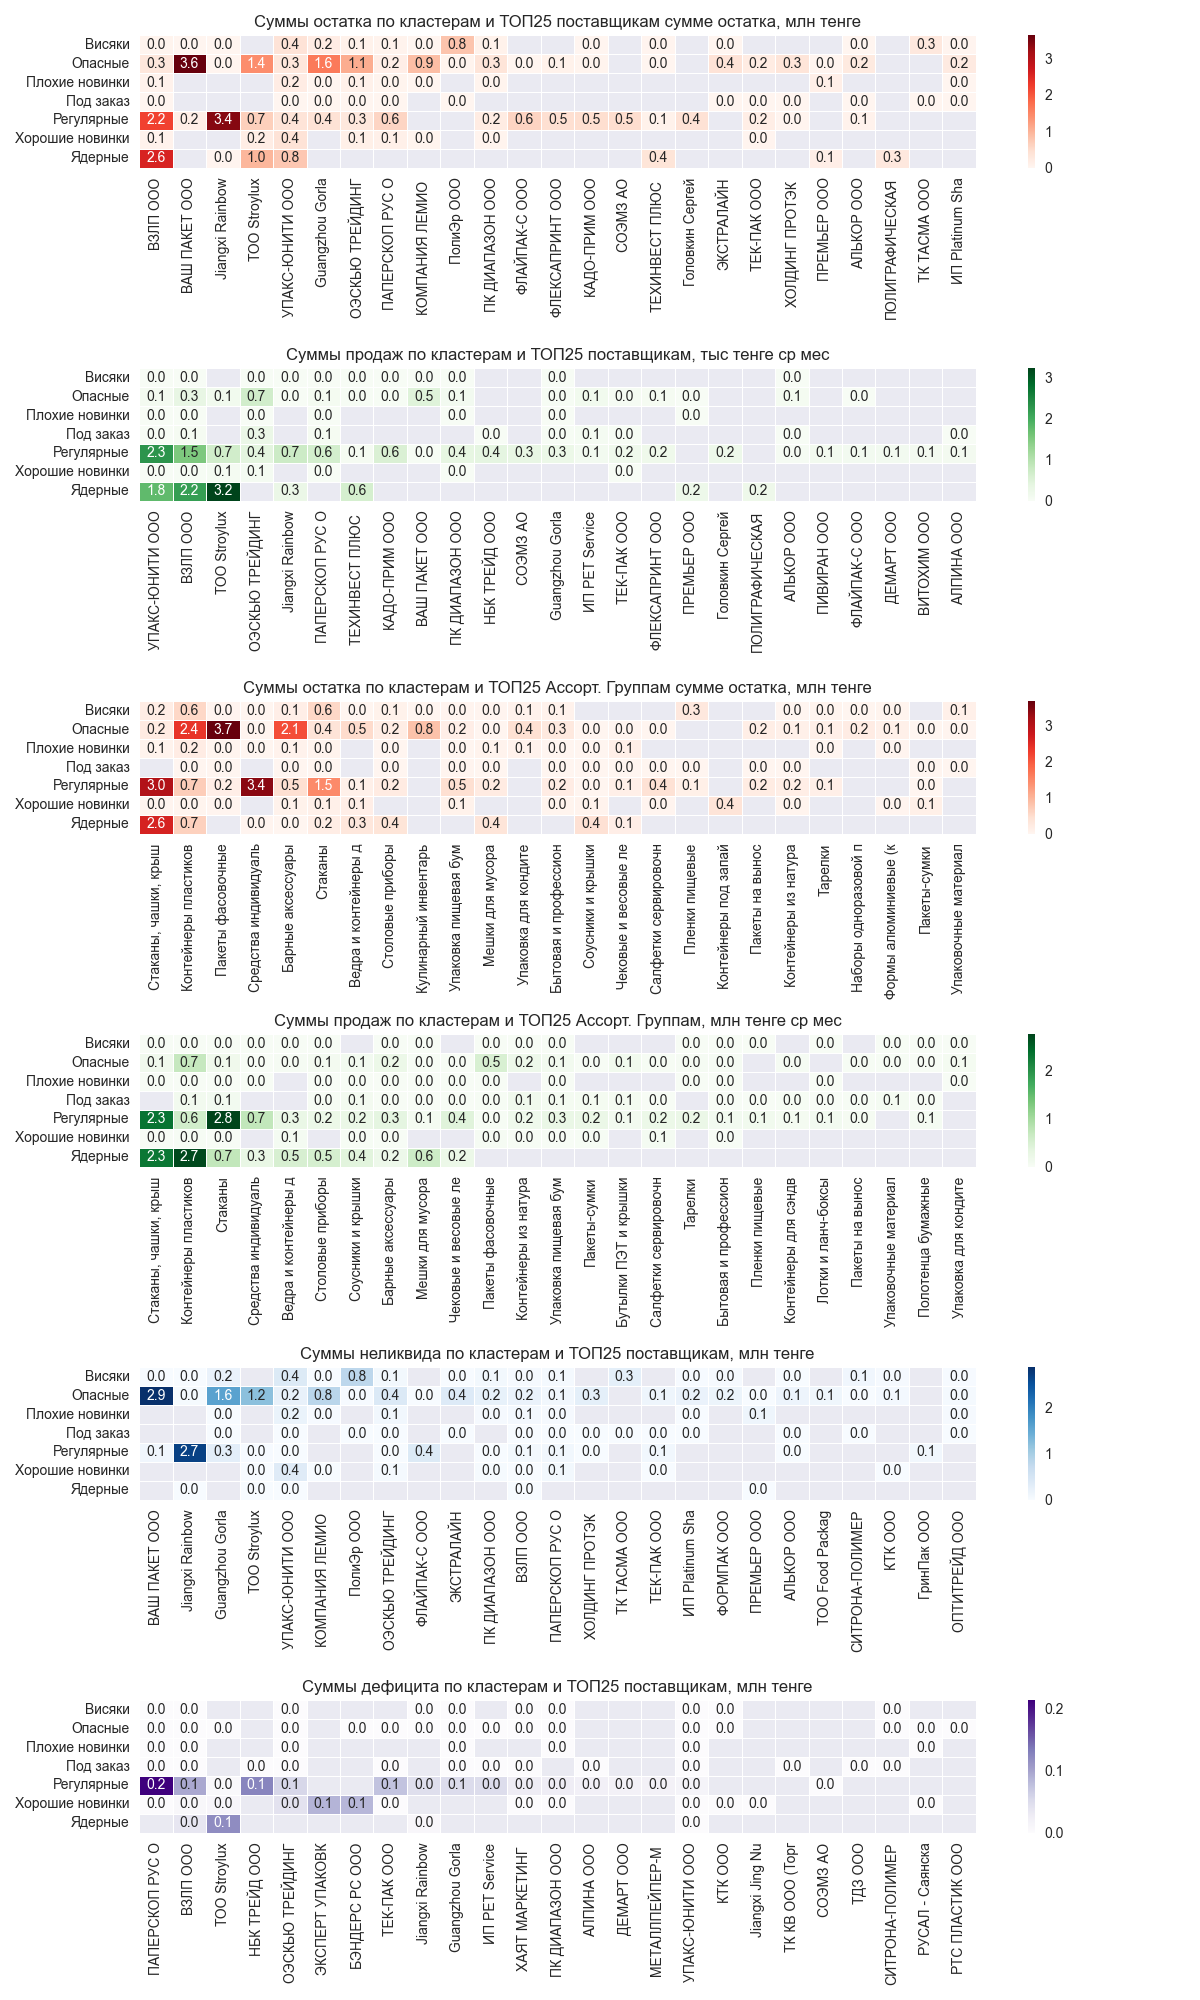 Суммы остатка по кластерам и ТОП25 поставщикам сумме остатка, млн тенге
Висяки 0.0 0.0 0.0 0.4 0.2 0.1 0.1 0.0 0.8 0.1 0.0 0.0 0.0 0.0 0.3 0.0
Опасные 0.3 3.6 0.0 1.4 0.3 1.6 1.1 0.2 0.9 0.0 0.3 0.0 0.1 0.0 0.0 0.4 0.2 0.3 0.0 0.2 0.2
Плохие новинки 0.1 0.2 0.0 0.1 0.0 0.0 0.0 0.1 0.0
Под заказ 0.0 0.0 0.0 0.0 0.0 0.0 0.0 0.0 0.0 0.0 0.0 0.0
Регулярные 2.2 0.2 3.4 0.7 0.4 0.4 0.3 0.6 0.2 0.6 0.5 0.5 0.5 0.1 0.4 0.2 0.0 0.1
Хорошие новинки 0.1 0.2 0.4 0.1 0.1 0.0 0.0 0.0
Ядерные 2.6 0.0 1.0 0.8 0.4 0.1 0.3
3
2
1
0
ВЗЛП ООО
ВАШ ПАКЕТ ООО
Jiangxi Rainbow
ТОО Stroylux
УПАКС-ЮНИТИ ООО
Guangzhou Gorla
ОЭСКЬЮ ТРЕЙДИНГ
ПАПЕРСКОП РУС О
КОМПАНИЯ ЛЕМИО
ПолиЭр ООО
ПК ДИАПАЗОН ООО
ФЛАЙПАК-С ООО
ФЛЕКСАПРИНТ ООО
КАДО-ПРИМ ООО
СОЭМЗ АО
ТЕХИНВЕСТ ПЛЮС
Головкин Сергей
ЭКСТРАЛАЙН
ТЕК-ПАК ООО
ХОЛДИНГ ПРОТЭК
ПРЕМЬЕР ООО
АЛЬКОР ООО
ПОЛИГРАФИЧЕСКАЯ
ТК ТАСМА ООО
ИП Platinum Sha
Суммы продаж по кластерам и ТОП25 поставщикам, тыс тенге ср мес
Висяки 0.0 0.0 0.0 0.0 0.0 0.0 0.0 0.0 0.0 0.0 0.0
Опасные 0.1 0.3 0.1 0.7 0.0 0.1 0.0 0.0 0.5 0.1 0.0 0.1 0.0 0.1 0.0 0.1 0.0
Плохие новинки 0.0 0.0 0.0 0.0 0.0 0.0 0.0
Под заказ 0.0 0.1 0.3 0.1 0.0 0.0 0.1 0.0 0.0 0.0
Регулярные 2.3 1.5 0.7 0.4 0.7 0.6 0.1 0.6 0.0 0.4 0.4 0.3 0.3 0.1 0.2 0.2 0.2 0.0 0.1 0.1 0.1 0.1 0.1
Хорошие новинки 0.0 0.0 0.1 0.1 0.0 0.0 0.0
Ядерные 1.8 2.2 3.2 0.3 0.6 0.2 0.2
3
2
1
0
УПАКС-ЮНИТИ ООО
ВЗЛП ООО
ТОО Stroylux
ОЭСКЬЮ ТРЕЙДИНГ
Jiangxi Rainbow
ПАПЕРСКОП РУС О
ТЕХИНВЕСТ ПЛЮС
КАДО-ПРИМ ООО
ВАШ ПАКЕТ ООО
ПК ДИАПАЗОН ООО
НБК ТРЕЙД ООО
СОЭМЗ АО
Guangzhou Gorla
ИП PET Service
ТЕК-ПАК ООО
ФЛЕКСАПРИНТ ООО
ПРЕМЬЕР ООО
Головкин Сергей
ПОЛИГРАФИЧЕСКАЯ
АЛЬКОР ООО
ПИВИРАН ООО
ФЛАЙПАК-С ООО
ДЕМАРТ ООО
ВИТОХИМ ООО
АЛПИНА ООО
Суммы остатка по кластерам и ТОП25 Ассорт. Группам сумме остатка, млн тенге
Висяки 0.2 0.6 0.0 0.0 0.1 0.6 0.0 0.1 0.0 0.0 0.0 0.1 0.1 0.3 0.0 0.0 0.0 0.0 0.1
Опасные 0.2 2.4 3.7 0.0 2.1 0.4 0.5 0.2 0.8 0.2 0.0 0.4 0.3 0.0 0.0 0.0 0.0 0.2 0.1 0.1 0.2 0.1 0.0 0.0
Плохие новинки 0.1 0.2 0.0 0.0 0.1 0.0 0.0 0.0 0.1 0.1 0.0 0.0 0.1 0.0 0.0
Под заказ 0.0 0.0 0.0 0.0 0.0 0.0 0.0 0.0 0.0 0.0 0.0 0.0 0.0 0.0 0.0 0.0 0.0
Регулярные 3.0 0.7 0.2 3.4 0.5 1.5 0.1 0.2 0.5 0.2 0.2 0.0 0.1 0.4 0.1 0.2 0.2 0.1 0.0
Хорошие новинки 0.0 0.0 0.0 0.1 0.1 0.1 0.1 0.0 0.1 0.0 0.4 0.0 0.0 0.1
Ядерные 2.6 0.7 0.0 0.0 0.2 0.3 0.4 0.4 0.4 0.1
3
2
1
0
Стаканы, чашки, крыш
Контейнеры пластиков
Пакеты фасовочные
Средства индивидуаль
Барные аксессуары
Стаканы
Ведра и контейнеры д
Столовые приборы
Кулинарный инвентарь
Упаковка пищевая бум
Мешки для мусора
Упаковка для кондите
Бытовая и профессион
Соусники и крышки
Чековые и весовые ле
Салфетки сервировочн
Пленки пищевые
Контейнеры под запай
Пакеты на вынос
Контейнеры из натура
Тарелки
Наборы одноразовой п
Формы алюминиевые (к
Пакеты-сумки
Упаковочные материал
Суммы продаж по кластерам и ТОП25 Ассорт. Группам, млн тенге ср мес
Висяки 0.0 0.0 0.0 0.0 0.0 0.0 0.0 0.0 0.0 0.0 0.0 0.0 0.0 0.0 0.0 0.0 0.0 0.0
Опасные 0.1 0.7 0.1 0.0 0.0 0.1 0.1 0.2 0.0 0.0 0.5 0.2 0.1 0.0 0.1 0.0 0.0 0.0 0.0 0.0 0.0 0.0 0.1
Плохие новинки 0.0 0.0 0.0 0.0 0.0 0.0 0.0 0.0 0.0 0.0 0.0 0.0 0.0 0.0 0.0
Под заказ 0.1 0.1 0.0 0.1 0.0 0.0 0.0 0.0 0.1 0.1 0.1 0.1 0.0 0.0 0.0 0.0 0.0 0.0 0.1 0.0
Регулярные 2.3 0.6 2.8 0.7 0.3 0.2 0.2 0.3 0.1 0.4 0.0 0.2 0.3 0.2 0.1 0.2 0.2 0.1 0.1 0.1 0.1 0.0 0.1
Хорошие новинки 0.0 0.0 0.0 0.1 0.0 0.0 0.0 0.0 0.0 0.0 0.1 0.0
Ядерные 2.3 2.7 0.7 0.3 0.5 0.5 0.4 0.2 0.6 0.2
2
1
0
Стаканы, чашки, крыш
Контейнеры пластиков
Стаканы
Средства индивидуаль
Ведра и контейнеры д
Столовые приборы
Соусники и крышки
Барные аксессуары
Мешки для мусора
Чековые и весовые ле
Пакеты фасовочные
Контейнеры из натура
Упаковка пищевая бум
Пакеты-сумки
Бутылки ПЭТ и крышки
Салфетки сервировочн
Тарелки
Бытовая и профессион
Пленки пищевые
Контейнеры для сэндв
Лотки и ланч-боксы
Пакеты на вынос
Упаковочные материал
Полотенца бумажные
Упаковка для кондите
Суммы неликвида по кластерам и ТОП25 поставщикам, млн тенге
Висяки 0.0 0.0 0.2 0.4 0.0 0.8 0.1 0.0 0.1 0.0 0.1 0.3 0.0 0.0 0.0 0.1 0.0 0.0
Опасные 2.9 0.0 1.6 1.2 0.2 0.8 0.0 0.4 0.0 0.4 0.2 0.2 0.1 0.3 0.1 0.2 0.2 0.0 0.1 0.1 0.0 0.1 0.0
Плохие новинки 0.0 0.2 0.0 0.1 0.0 0.1 0.0 0.0 0.1 0.0
Под заказ 0.0 0.0 0.0 0.0 0.0 0.0 0.0 0.0 0.0 0.0 0.0 0.0 0.0 0.0
Регулярные 0.1 2.7 0.3 0.0 0.0 0.0 0.4 0.0 0.1 0.1 0.0 0.1 0.0 0.1
Хорошие новинки 0.0 0.4 0.0 0.1 0.0 0.0 0.1 0.0 0.0
Ядерные 0.0 0.0 0.0 0.0 0.0
2
1
0
ВАШ ПАКЕТ ООО
Jiangxi Rainbow
Guangzhou Gorla
ТОО Stroylux
УПАКС-ЮНИТИ ООО
КОМПАНИЯ ЛЕМИО
ПолиЭр ООО
ОЭСКЬЮ ТРЕЙДИНГ
ФЛАЙПАК-С ООО
ЭКСТРАЛАЙН
ПК ДИАПАЗОН ООО
ВЗЛП ООО
ПАПЕРСКОП РУС О
ХОЛДИНГ ПРОТЭК
ТК ТАСМА ООО
ТЕК-ПАК ООО
ИП Platinum Sha
ФОРМПАК ООО
ПРЕМЬЕР ООО
АЛЬКОР ООО
ТОО Food Packag
СИТРОНА-ПОЛИМЕР
КТК ООО
ГринПак ООО
ОПТИТРЕЙД ООО
Суммы дефицита по кластерам и ТОП25 поставщикам, млн тенге
Висяки 0.0 0.0 0.0 0.0 0.0 0.0 0.0 0.0 0.0 0.0
Опасные 0.0 0.0 0.0 0.0 0.0 0.0 0.0 0.0 0.0 0.0 0.0 0.0 0.0 0.0 0.0
Плохие новинки 0.0 0.0 0.0 0.0 0.0 0.0 0.0
Под заказ 0.0 0.0 0.0 0.0 0.0 0.0 0.0 0.0 0.0 0.0 0.0 0.0 0.0
Регулярные 0.2 0.1 0.0 0.1 0.1 0.1 0.0 0.1 0.0 0.0 0.0 0.0 0.0 0.0 0.0 0.0
Хорошие новинки 0.0 0.0 0.0 0.0 0.0 0.1 0.1 0.0 0.0 0.0 0.0 0.0 0.0 0.0
Ядерные 0.0 0.1 0.0 0.0
0.2
0.1
0.0
ПАПЕРСКОП РУС О
ВЗЛП ООО
ТОО Stroylux
НБК ТРЕЙД ООО
ОЭСКЬЮ ТРЕЙДИНГ
ЭКСПЕРТ УПАКОВК
БЭНДЕРС РС ООО
ТЕК-ПАК ООО
Jiangxi Rainbow
Guangzhou Gorla
ИП PET Service
ХАЯТ МАРКЕТИНГ
ПК ДИАПАЗОН ООО
АЛПИНА ООО
ДЕМАРТ ООО
МЕТАЛЛПЕЙПЕР-М
УПАКС-ЮНИТИ ООО
КТК ООО
Jiangxi Jing Nu
ТК КВ ООО (Торг
СОЭМЗ АО
ТДЗ ООО
СИТРОНА-ПОЛИМЕР
РУСАЛ - Саянска
РТС ПЛАСТИК ООО